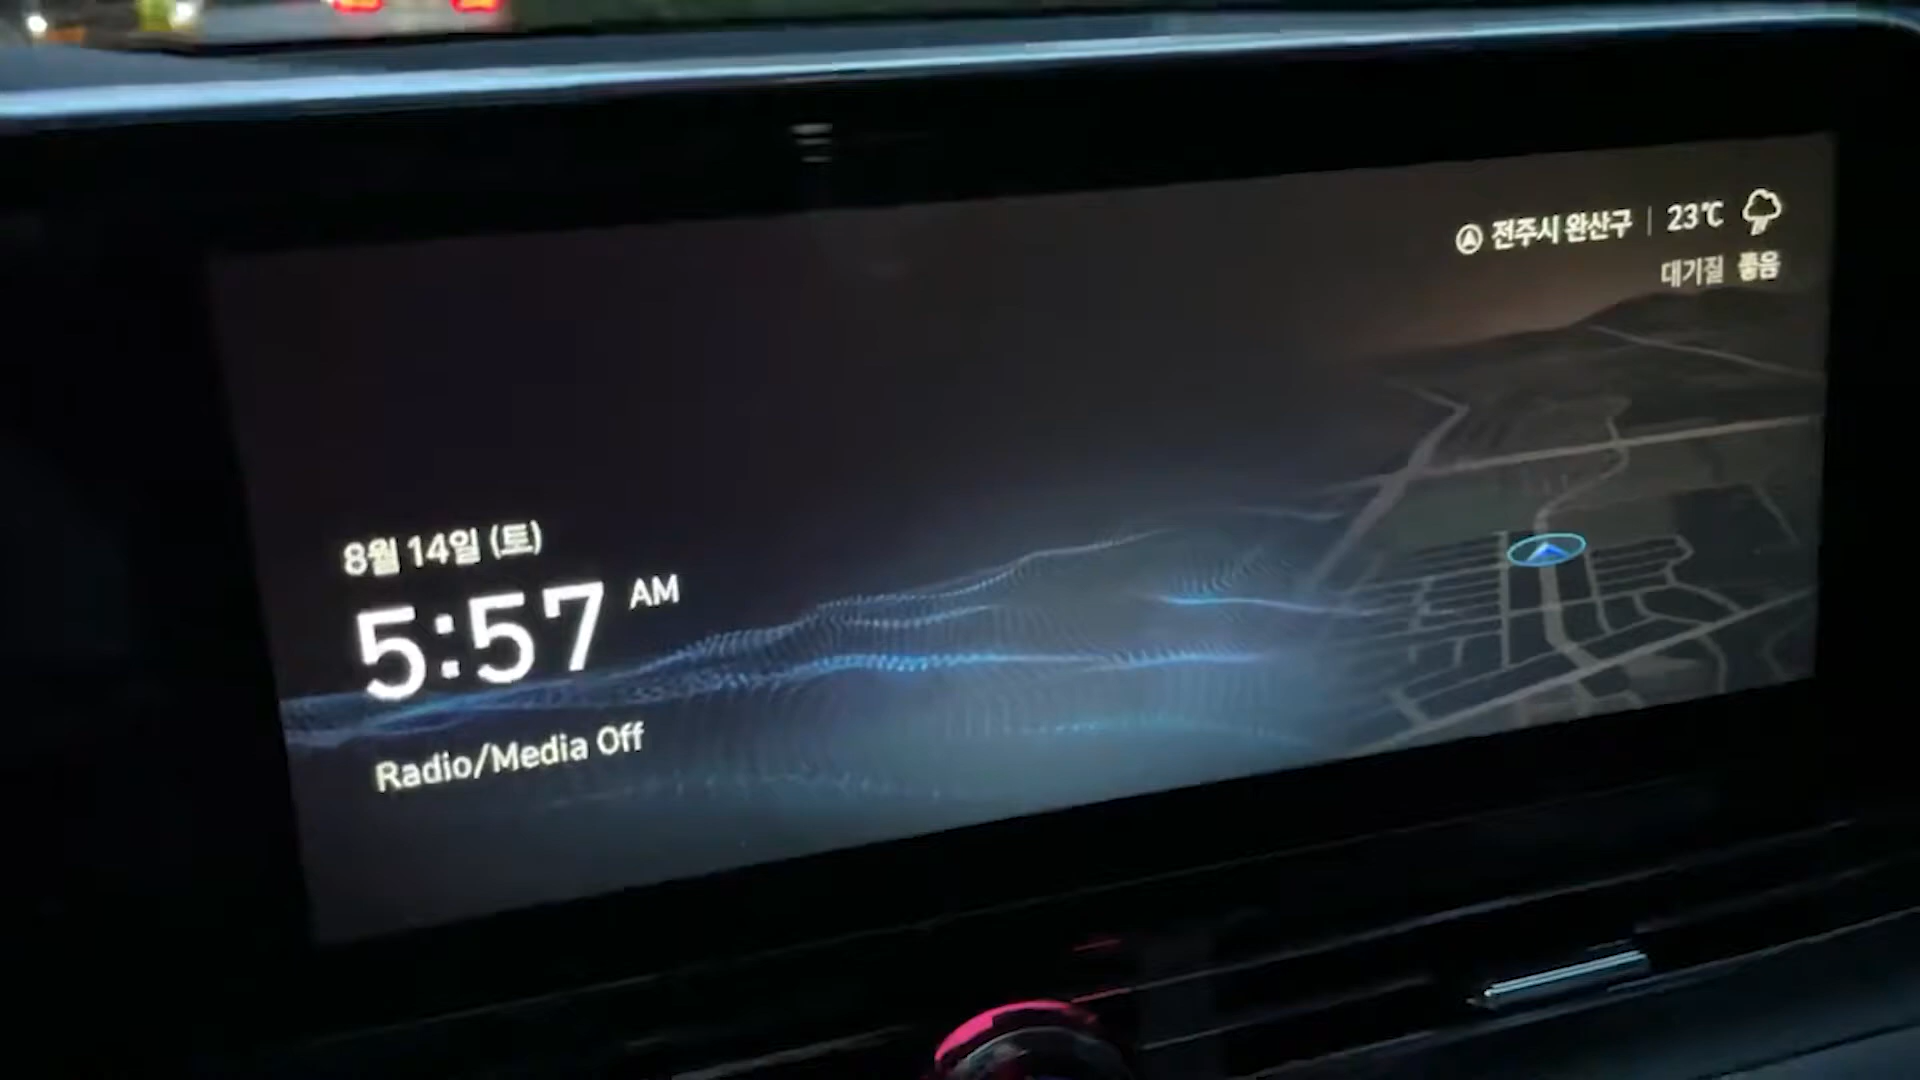 전주시 완산구 | 23℃
대기질 좋음
8월 14일 (토)
5:57 AM
Radio/Media Off